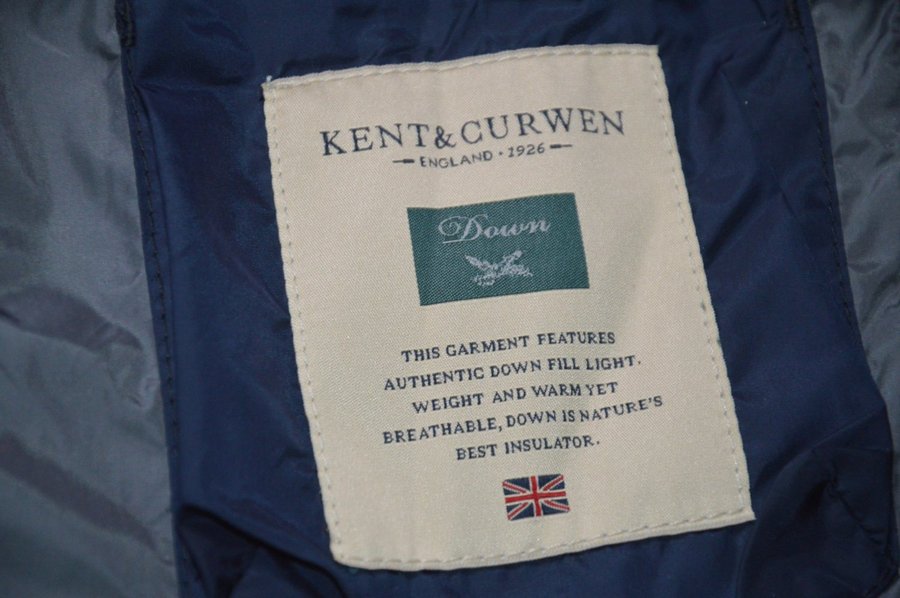 KENT & CURWEN
ENGLAND · 1926
Down
THIS GARMENT FEATURES
AUTHENTIC DOWN FILL LIGHT.
WEIGHT AND WARM YET
BREATHABLE, DOWN IS NATURE'S
BEST INSULATOR.